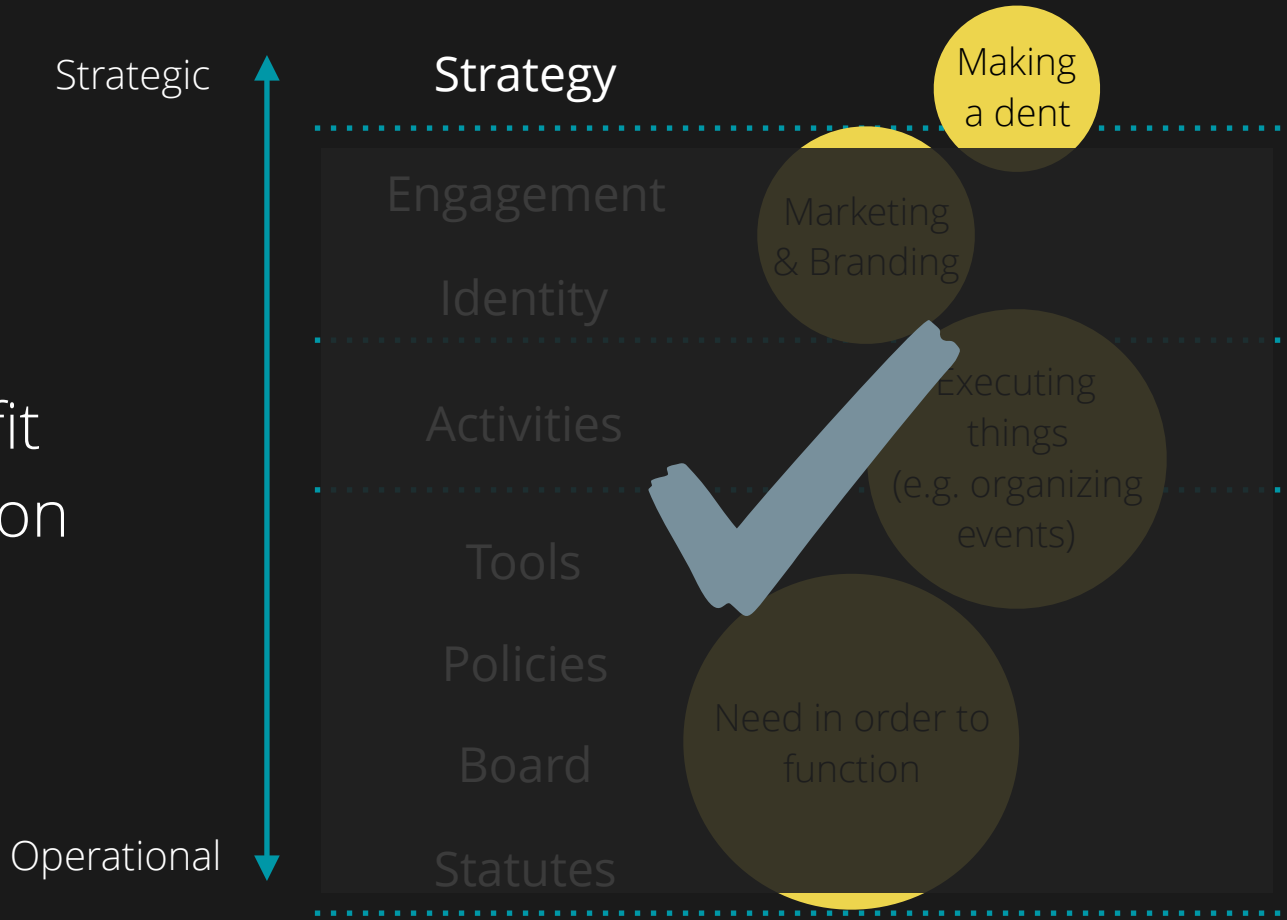 Strategic
Strategy
Making
a dent
Engagement
Marketing
& Branding
Identity
fit
on
Activities
Executing
things
(e.g. organizing
events)
Tools
Policies
Need in order to
function
Board
Operational
Statutes